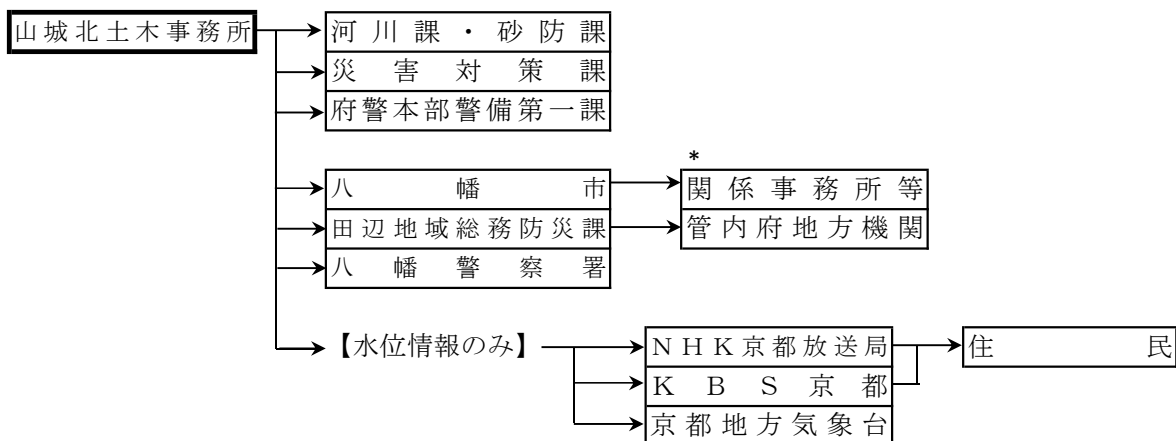 山城北土木事務所
河川課・砂防課
災害対策課
府警本部警備第一課
*
八幡市
関係事務所等
田辺地域総務防災課
管内府地方機関
八幡警察署
【水位情報のみ】
NHK京都放送局
住民
KBS京都
京都地方気象台